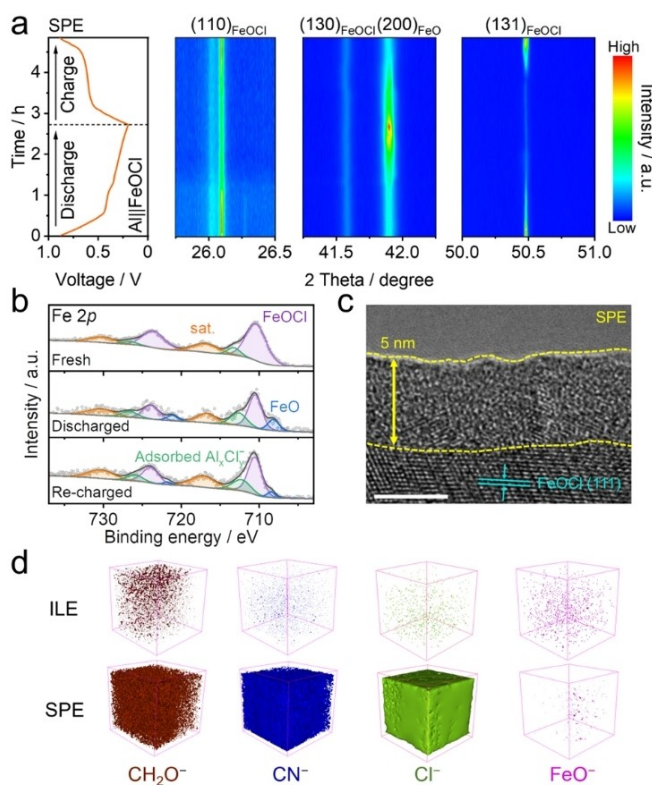 a
SPE
(110)FeOCl (130)FeOCl (200)FeO (131)FeOCl
Time / h
4
3
2
1
0
Charge
Discharge
Al||FeOCl
1.0 0.5 0
Voltage / V
26.0 26.5
41.5 42.0
50.0 50.5 51.0
2 Theta / degree
High
Low
Intensity / a.u.
b
Fe 2p
FeOCl
sat.
Fresh
FeO
Discharged
Adsorbed AlxCly−
Re-charged
Intensity / a.u.
730 720 710
Binding energy / eV
c
SPE
5 nm
FeOCl (111)
d
ILE
SPE
CH2O− CN− Cl− FeO−